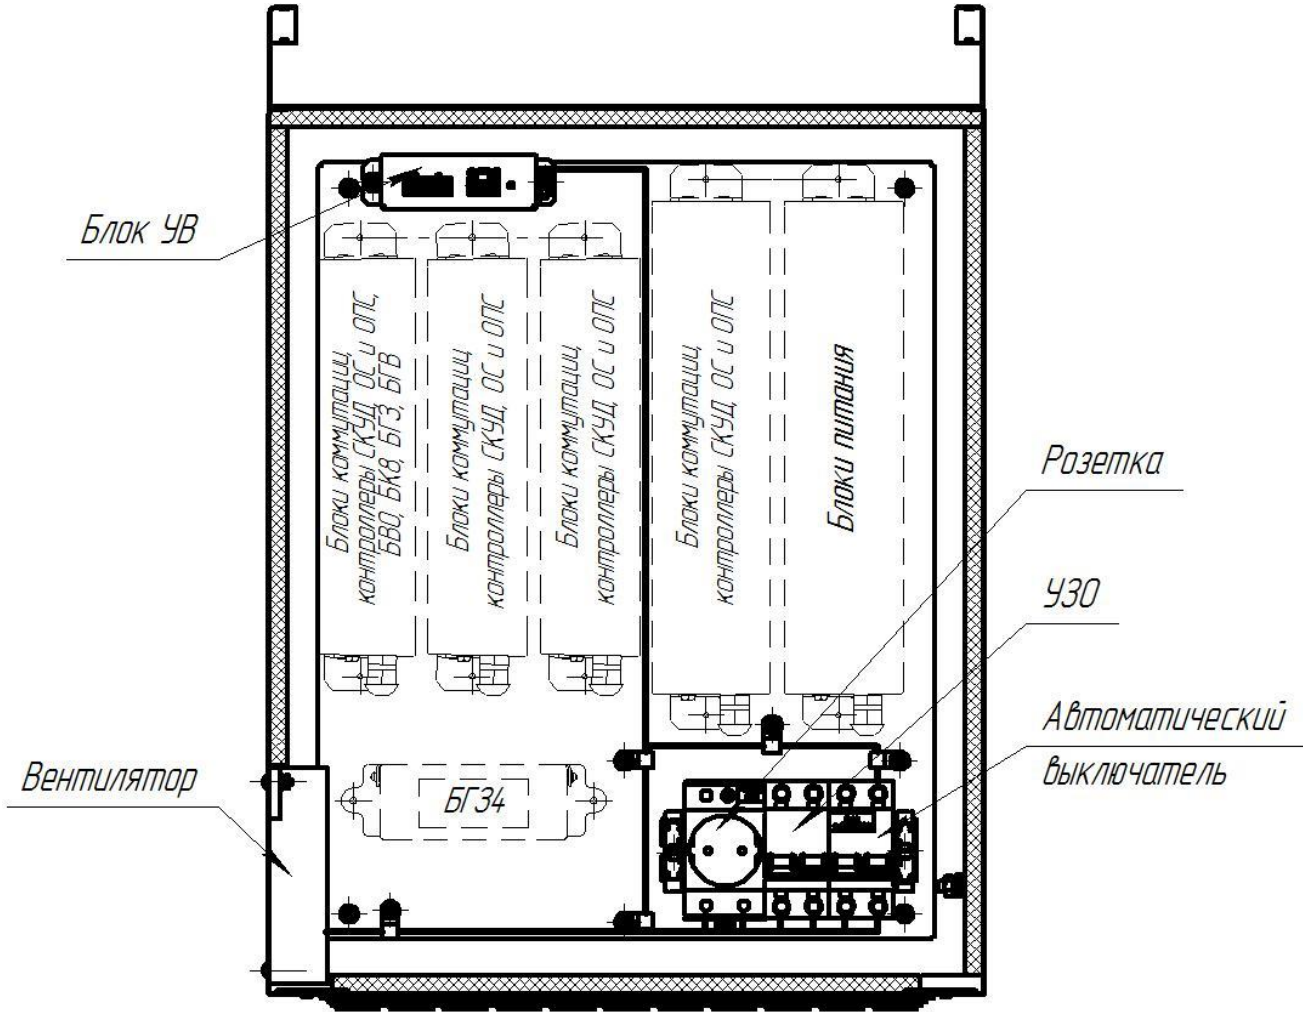 Блок УВ
Блоки коммутации,
контроллеры СКУД, ОС и ОПС,
БВО, БК8, БГЗ, БГВ
Блоки коммутации,
контроллеры СКУД, ОС и ОПС
Блоки коммутации,
контроллеры СКУД, ОС и ОПС
Блоки коммутации,
контроллеры СКУД, ОС и ОПС
Блоки питания
Розетка
УЗО
Автоматический
выключатель
Вентилятор
БГЗ4